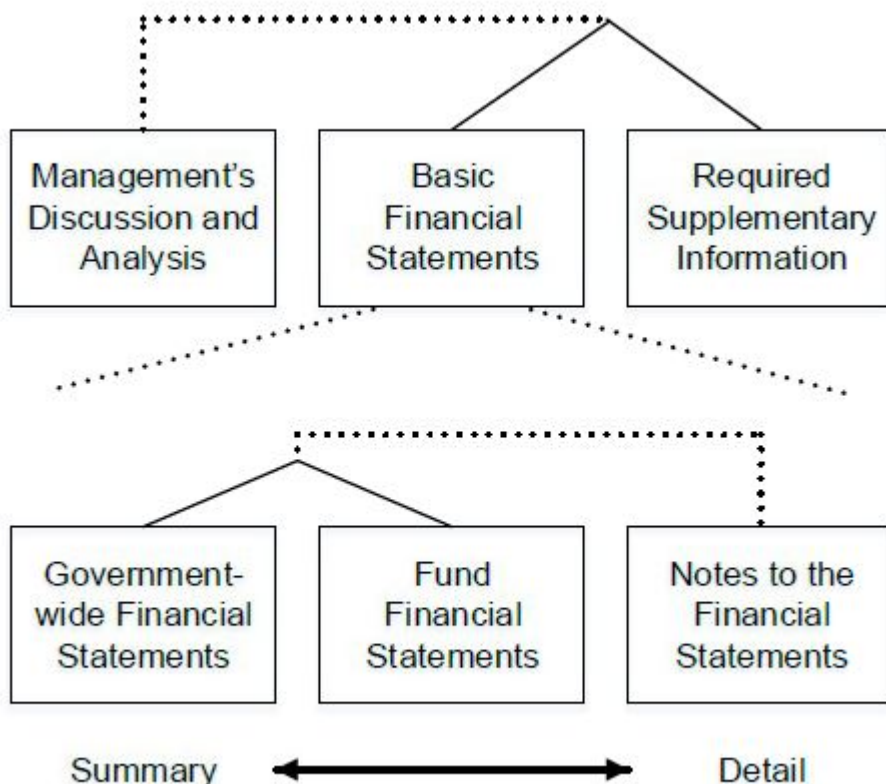 Management's
Discussion and
Analysis
Basic
Financial
Statements
Required
Supplementary
Information
Government-
wide Financial
Statements
Fund
Financial
Statements
Notes to the
Financial
Statements
Summary
Detail